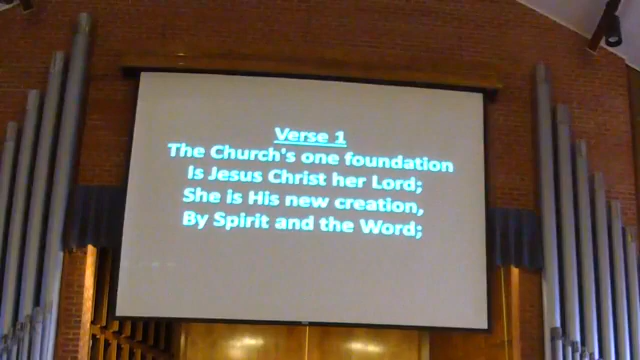 Verse 1
The Church's one foundation
Is Jesus Christ her Lord;
She is His new creation,
By Spirit and the Word;